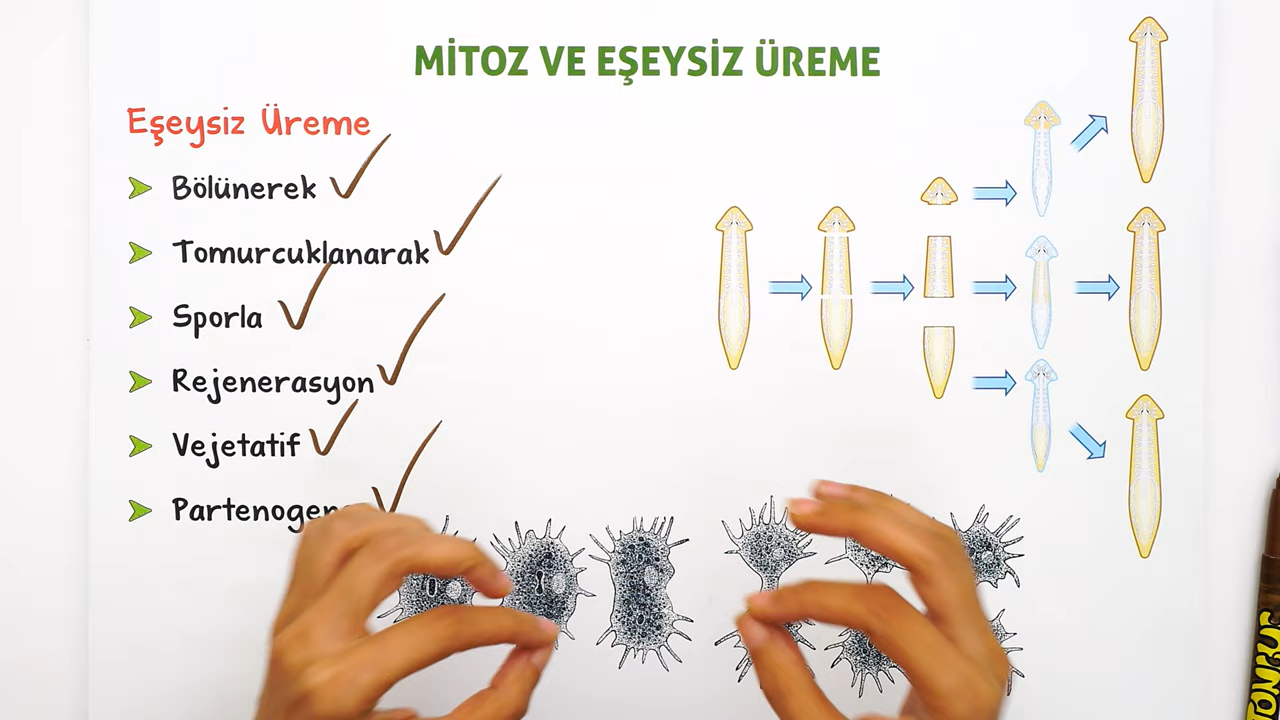 MİTOZ VE EŞEYSİZ ÜREME
Eşeysiz Üreme
Bölünerek
Tomurcuklanarak
Sporla
Rejenerasyon
Vejetatif